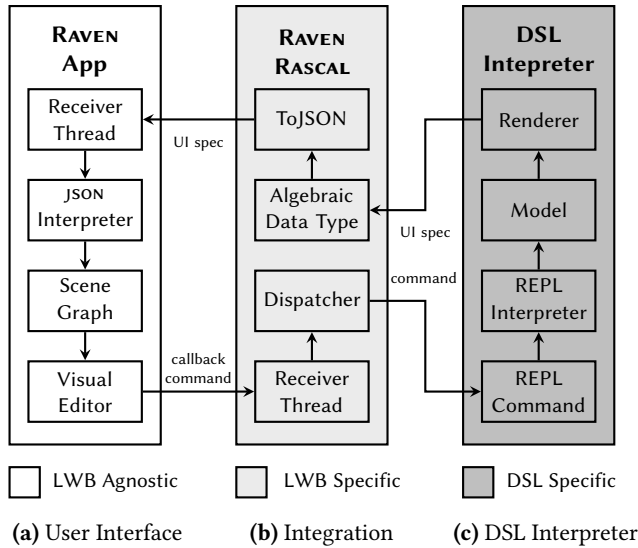 RAVEN
App
Receiver
Thread
JSON
Interpreter
Scene
Graph
Visual
Editor
UI spec
callback
command
RAVEN
RASCAL
ToJSON
Algebraic
Data Type
Dispatcher
Receiver
Thread
UI spec
command
DSL
Intepreter
Renderer
Model
REPL
Interpreter
REPL
Command
LWB Agnostic
LWB Specific
DSL Specific
(a) User Interface
(b) Integration
(c) DSL Interpreter